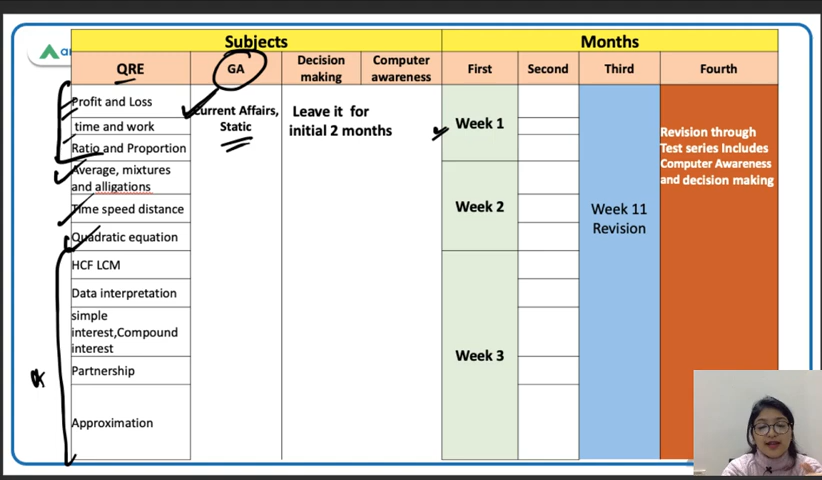 Subjects
Months
QRE
GA
Decision
making
Computer
awareness
First
Second
Third
Fourth
Profit and Loss
time and work
Ratio and Proportion
Average, mixtures
and alligations
Time speed distance
Quadratic equation
HCF LCM
Data interpretation
simple
interest,Compound
interest
Partnership
Approximation
Current Affairs,
Static
Leave it for
initial 2 months
Week 1
Week 2
Week 3
Week 11
Revision
Revision through
Test series Includes
Computer Awareness
and decision making